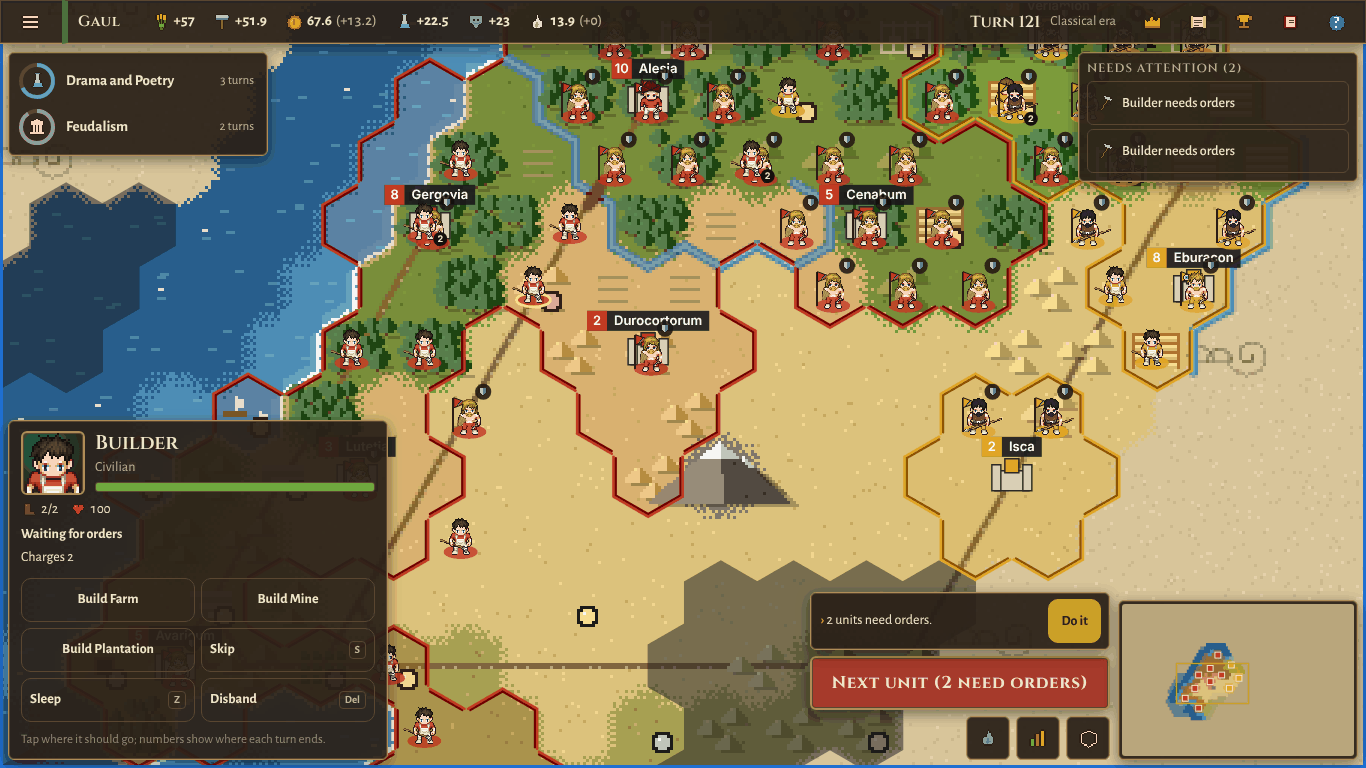 GAUL +57 +51.9 67.6 (+13.2) +22.5 +23 13.9 (+0) TURN 121 Classical era
Drama and Poetry 3 turns
Feudalism 2 turns
NEEDS ATTENTION (2)
Builder needs orders
Builder needs orders
10 Alesia
2
2
8 Gergovia
2
5 Cenabum
8 Eburacon
2 Durocortorum
2 Isca
BUILDER
Civilian
2/2 100
Waiting for orders
Charges 2
Build Farm
Build Mine
Build Plantation
Skip S
Sleep Z
Disband Del
Tap where it should go; numbers show where each turn ends.
› 2 units need orders.
Do it
NEXT UNIT (2 NEED ORDERS)